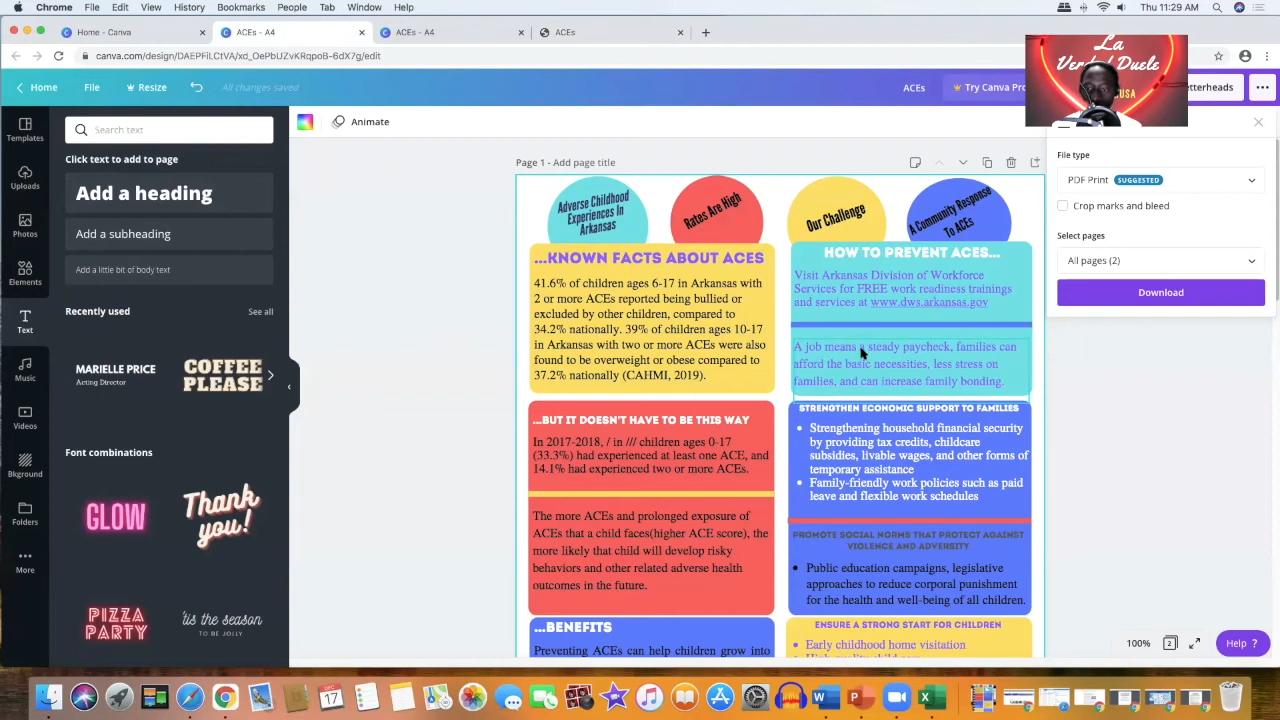 Chrome File Edit View History Bookmarks People Tab Window Help
Thu 11:29 AM
Home - Canva
ACEs - A4
ACEs - A4
ACEs
canva.com/design/DAEPFiLCtVA/xd_OePbUZvKRqpoB-6dX7g/edit
Home
File
Resize
All changes saved
ACEs
Try Canva Pro
etterheads
La
Verdad Duele
USA
Templates
Uploads
Photos
Elements
Text
Music
Videos
Bkground
Folders
More
Search text
Click text to add to page
Add a heading
Add a subheading
Add a little bit of body text
Recently used
See all
MARIELLE PRICE
Acting Director
COFFEE
PLEASE
Font combinations
GLOW
Thank
you!
PIZZA
PARTY
'tis the season
TO BE JOLLY
Animate
Page 1 - Add page title
Adverse Childhood
Experiences In
Arkansas
Rates Are High
Our Challenge
A Community Response
To ACEs
...KNOWN FACTS ABOUT ACES
41.6% of children ages 6-17 in Arkansas with
2 or more ACEs reported being bullied or
excluded by other children, compared to
34.2% nationally. 39% of children ages 10-17
in Arkansas with two or more ACEs were also
found to be overweight or obese compared to
37.2% nationally (CAHMI, 2019).
...BUT IT DOESN'T HAVE TO BE THIS WAY
In 2017-2018, / in /// children ages 0-17
(33.3%) had experienced at least one ACE, and
14.1% had experienced two or more ACEs.
The more ACEs and prolonged exposure of
ACEs that a child faces(higher ACE score), the
more likely that child will develop risky
behaviors and other related adverse health
outcomes in the future.
...BENEFITS
Preventing ACEs can help children grow into
HOW TO PREVENT ACES...
Visit Arkansas Division of Workforce
Services for FREE work readiness trainings
and services at www.dws.arkansas.gov
A job means a steady paycheck, families can
afford the basic necessities, less stress on
families, and can increase family bonding.
STRENGTHEN ECONOMIC SUPPORT TO FAMILIES
• Strengthening household financial security
by providing tax credits, childcare
subsidies, livable wages, and other forms of
temporary assistance
• Family-friendly work policies such as paid
leave and flexible work schedules
PROMOTE SOCIAL NORMS THAT PROTECT AGAINST
VIOLENCE AND ADVERSITY
• Public education campaigns, legislative
approaches to reduce corporal punishment
for the health and well-being of all children.
ENSURE A STRONG START FOR CHILDREN
• Early childhood home visitation
File type
PDF Print SUGGESTED
Crop marks and bleed
Select pages
All pages (2)
Download
100%
2
Help ?
DEC
17